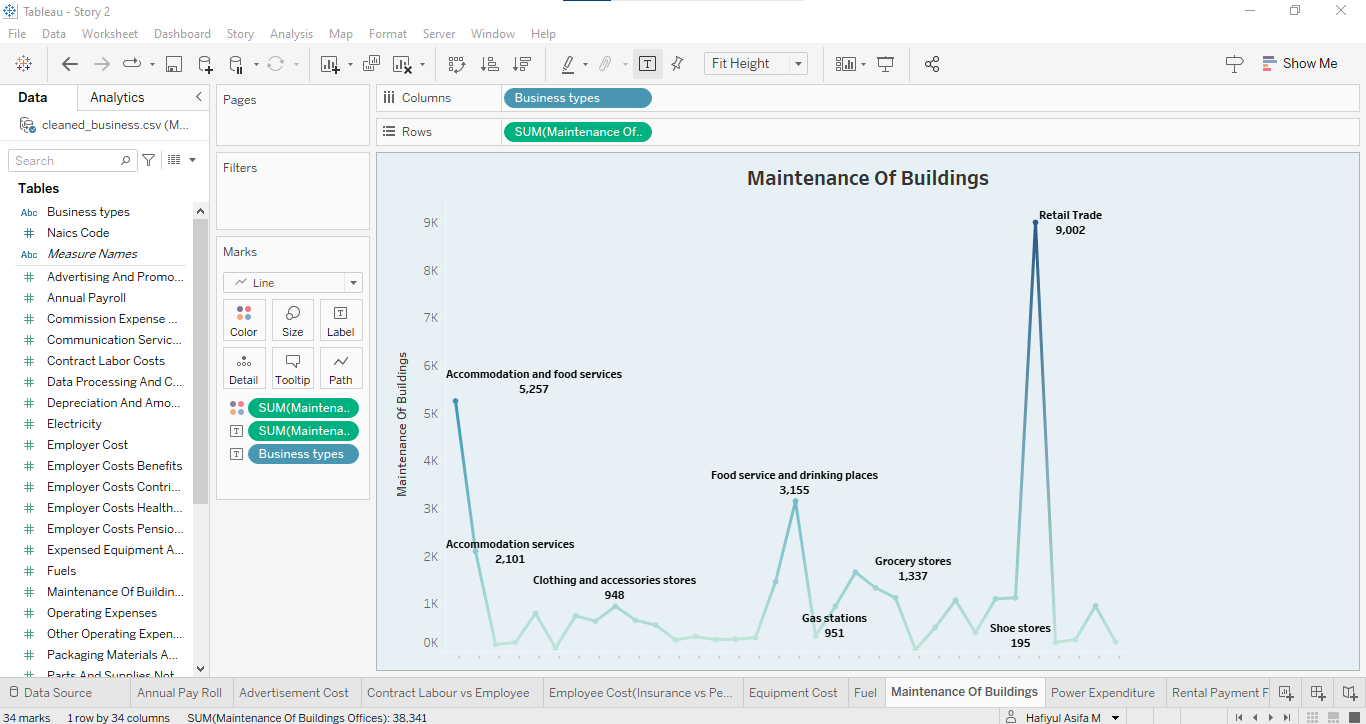 Tableau - Story 2
File Data Worksheet Dashboard Story Analysis Map Format Server Window Help
Fit Height
Show Me
Data Analytics
cleaned_business.csv (M...
Search
Tables
Abc Business types
# Naics Code
Abc Measure Names
# Advertising And Promo...
# Annual Payroll
# Commission Expense ...
# Communication Servic...
# Contract Labor Costs
# Data Processing And C...
# Depreciation And Amo...
# Electricity
# Employer Cost
# Employer Costs Benefits
# Employer Costs Contri...
# Employer Costs Health...
# Employer Costs Pensio...
# Expensed Equipment A...
# Fuels
# Maintenance Of Buildin...
# Operating Expenses
# Other Operating Expen...
# Packaging Materials A...
# Parts And Supplies Not
Pages
Filters
Marks
Line
Color Size Label
Detail Tooltip Path
SUM(Maintena..
SUM(Maintena..
Business types
Columns Business types
Rows SUM(Maintenance Of..
Maintenance Of Buildings
Maintenance Of Buildings
9K
8K
7K
6K
5K
4K
3K
2K
1K
0K
Retail Trade
9,002
Accommodation and food services
5,257
Food service and drinking places
3,155
Accommodation services
2,101
Grocery stores
1,337
Clothing and accessories stores
948
Gas stations
951
Shoe stores
195
Data Source Annual Pay Roll Advertisement Cost Contract Labour vs Employee Employee Cost(Insurance vs Pe... Equipment Cost Fuel Maintenance Of Buildings Power Expenditure Rental Payment F
34 marks 1 row by 34 columns SUM(Maintenance Of Buildings Offices): 38,341 Hafiyul Asifa M